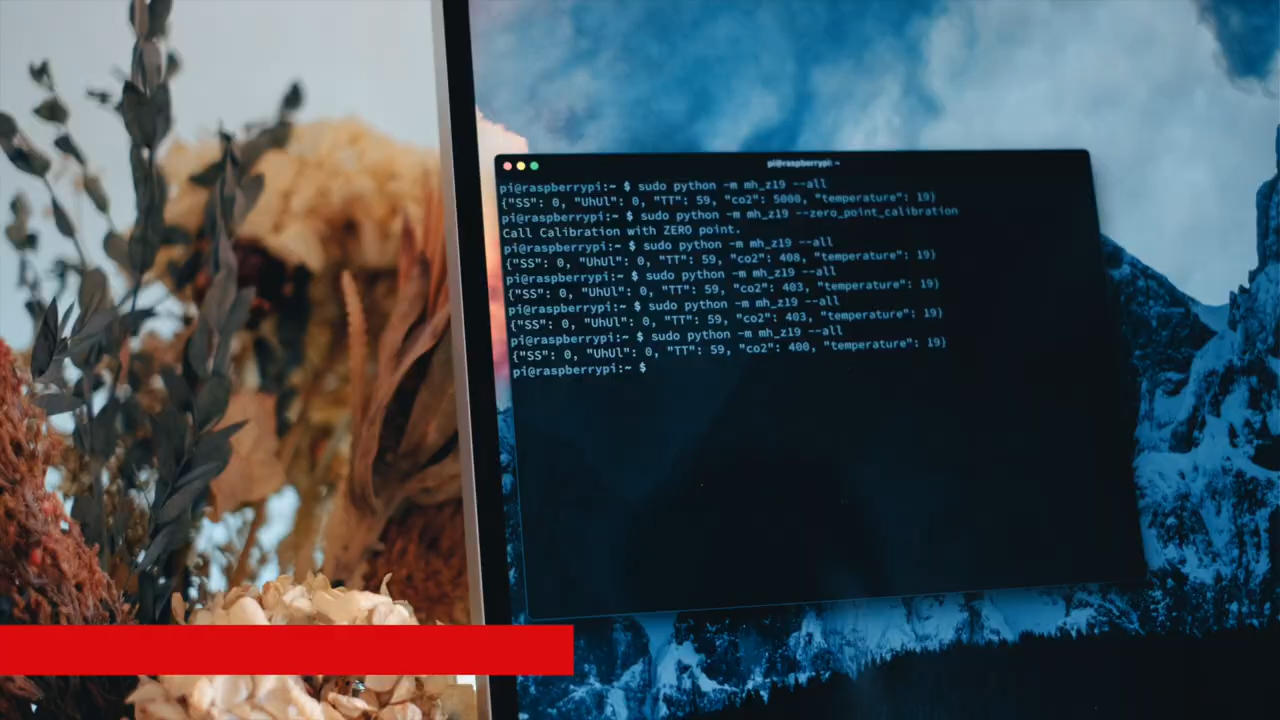 pi@raspberrypi: ~
pi@raspberrypi:~ $ sudo python -m mh_z19 --all
{"SS": 0, "UhUl": 0, "TT": 59, "co2": 5000, "temperature": 19}
pi@raspberrypi:~ $ sudo python -m mh_z19 --zero_point_calibration
Call Calibration with ZERO point.
pi@raspberrypi:~ $ sudo python -m mh_z19 --all
{"SS": 0, "UhUl": 0, "TT": 59, "co2": 408, "temperature": 19}
pi@raspberrypi:~ $ sudo python -m mh_z19 --all
{"SS": 0, "UhUl": 0, "TT": 59, "co2": 403, "temperature": 19}
pi@raspberrypi:~ $ sudo python -m mh_z19 --all
{"SS": 0, "UhUl": 0, "TT": 59, "co2": 403, "temperature": 19}
pi@raspberrypi:~ $ sudo python -m mh_z19 --all
{"SS": 0, "UhUl": 0, "TT": 59, "co2": 400, "temperature": 19}
pi@raspberrypi:~ $